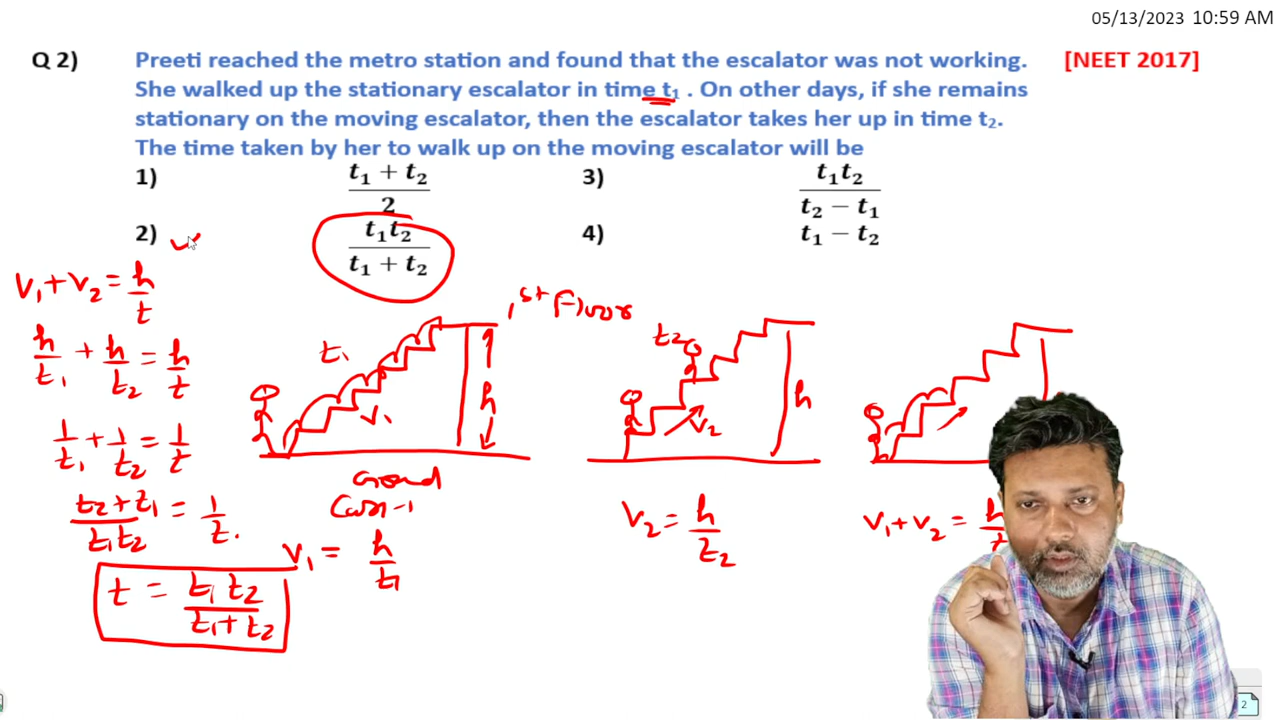 05/13/2023 10:59 AM
Q 2) Preeti reached the metro station and found that the escalator was not working. [NEET 2017]
She walked up the stationary escalator in time t₁ . On other days, if she remains
stationary on the moving escalator, then the escalator takes her up in time t₂.
The time taken by her to walk up on the moving escalator will be
1) (t₁ + t₂)/2 3) t₁t₂/(t₂ − t₁)
2) ✓ t₁t₂/(t₁ + t₂) 4) t₁ − t₂
V₁ + V₂ = h/t
h/t₁ + h/t₂ = h/t
1/t₁ + 1/t₂ = 1/t
(t₂ + t₁)/(t₁t₂) = 1/t.
t = t₁ t₂/(t₁ + t₂)
1st Floor
t₁
V₁
h
Ground
Case-1
V₁ = h/t₁
t₂
V₂
h
V₂ = h/t₂
V₁ + V₂ = h/t
2